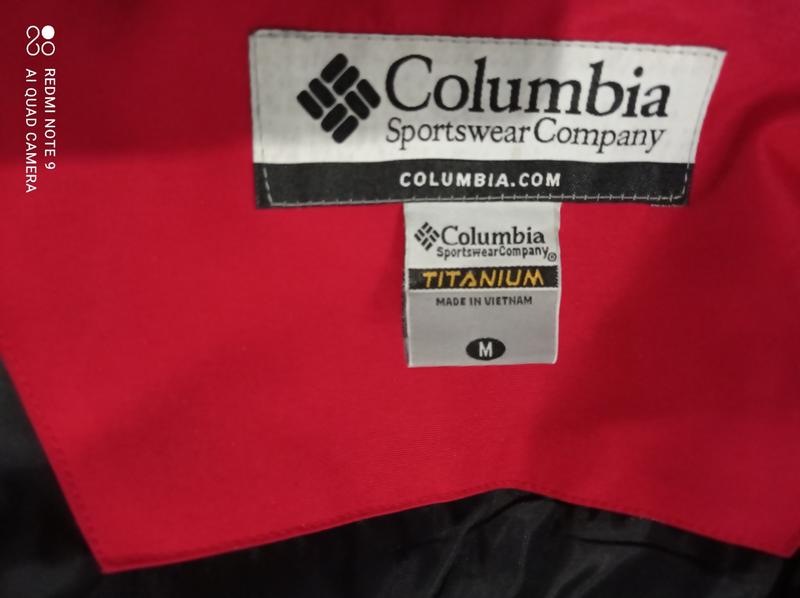 Columbia
Sportswear Company
COLUMBIA.COM
Columbia
Sportswear Company®
TITANIUM
MADE IN VIETNAM
M
REDMI NOTE 9
AI QUAD CAMERA